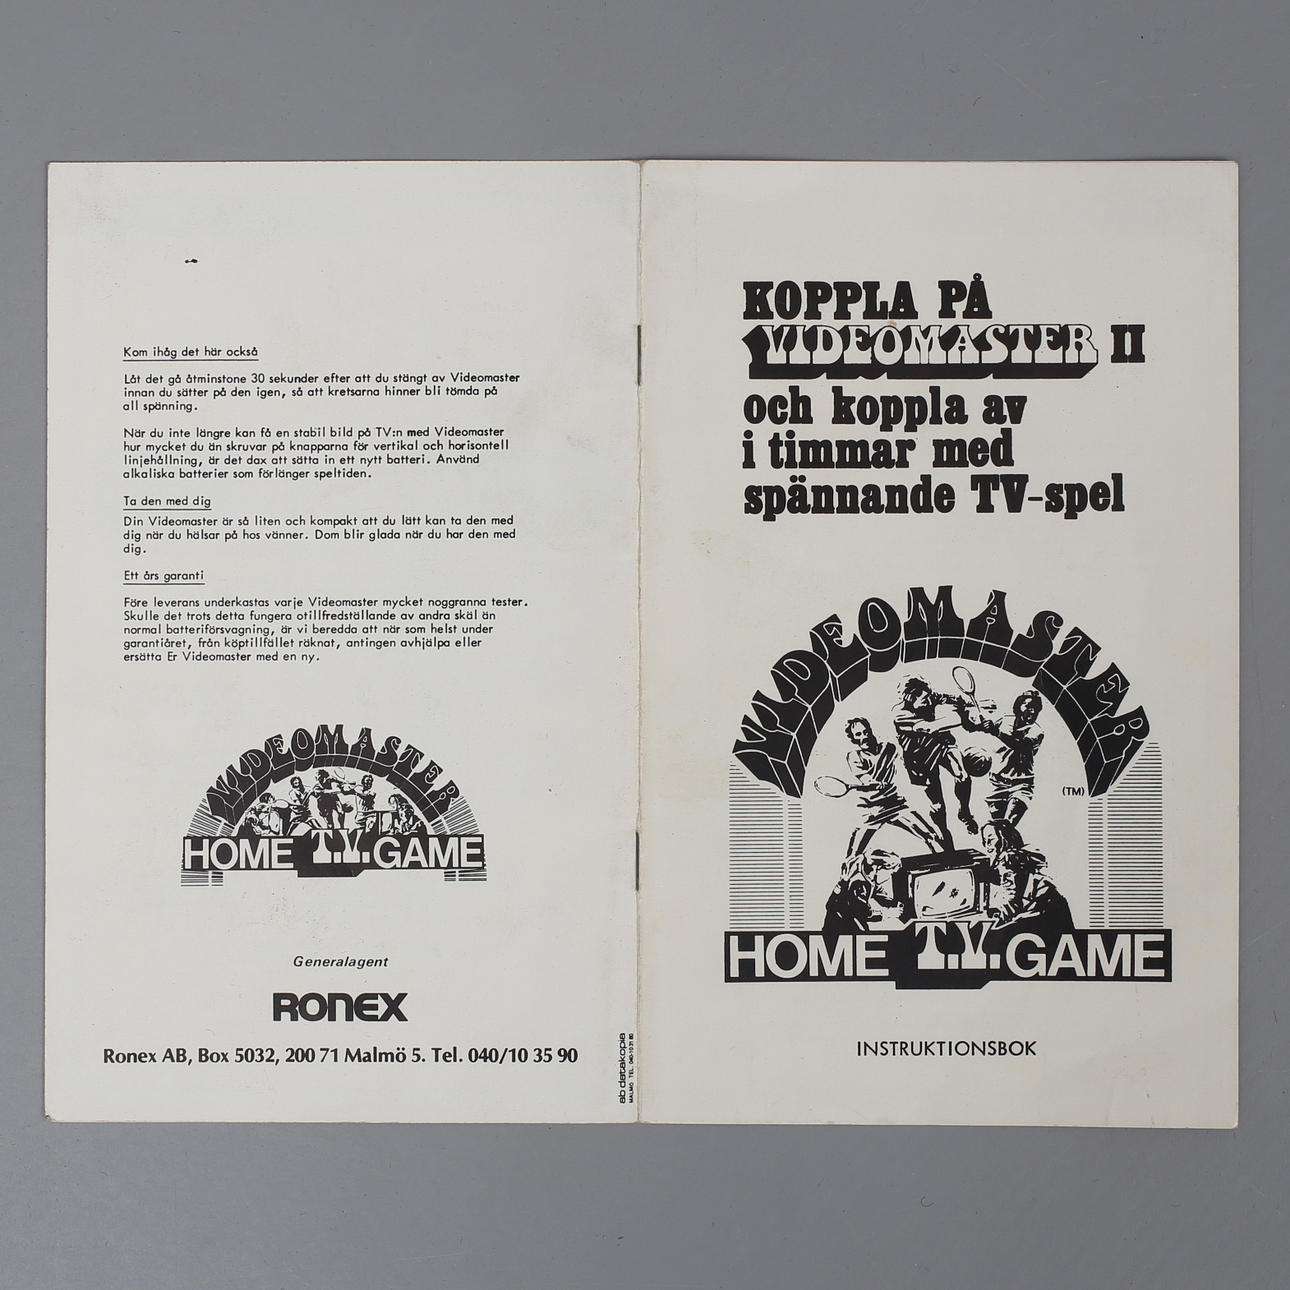 Kom ihåg det här också
Låt det gå åtminstone 30 sekunder efter att du stängt av Videomaster
innan du sätter på den igen, så att kretsarna hinner bli tömda på
all spänning.
När du inte längre kan få en stabil bild på TV:n med Videomaster
hur mycket du än skruvar på knapparna för vertikal och horisontell
linjehållning, är det dax att sätta in ett nytt batteri. Använd
alkaliska batterier som förlänger speltiden.
Ta den med dig
Din Videomaster är så liten och kompakt att du lätt kan ta den med
dig när du hälsar på hos vänner. Dom blir glada när du har den med
dig.
Ett års garanti
Före leverans underkastas varje Videomaster mycket noggranna tester.
Skulle det trots detta fungera otillfredställande av andra skäl än
normal batteriförsvagning, är vi beredda att när som helst under
garantiåret, från köptillfället räknat, antingen avhjälpa eller
ersätta Er Videomaster med en ny.
VIDEOMASTER
HOME T.V. GAME
Generalagent
RONEX
Ronex AB, Box 5032, 200 71 Malmö 5. Tel. 040/10 35 90
ab datakopia
MALMÖ TEL. 040-10 31 80
KOPPLA PÅ
VIDEOMASTER II
och koppla av
i timmar med
spännande TV-spel
VIDEOMASTER
(TM)
HOME T.V. GAME
INSTRUKTIONSBOK